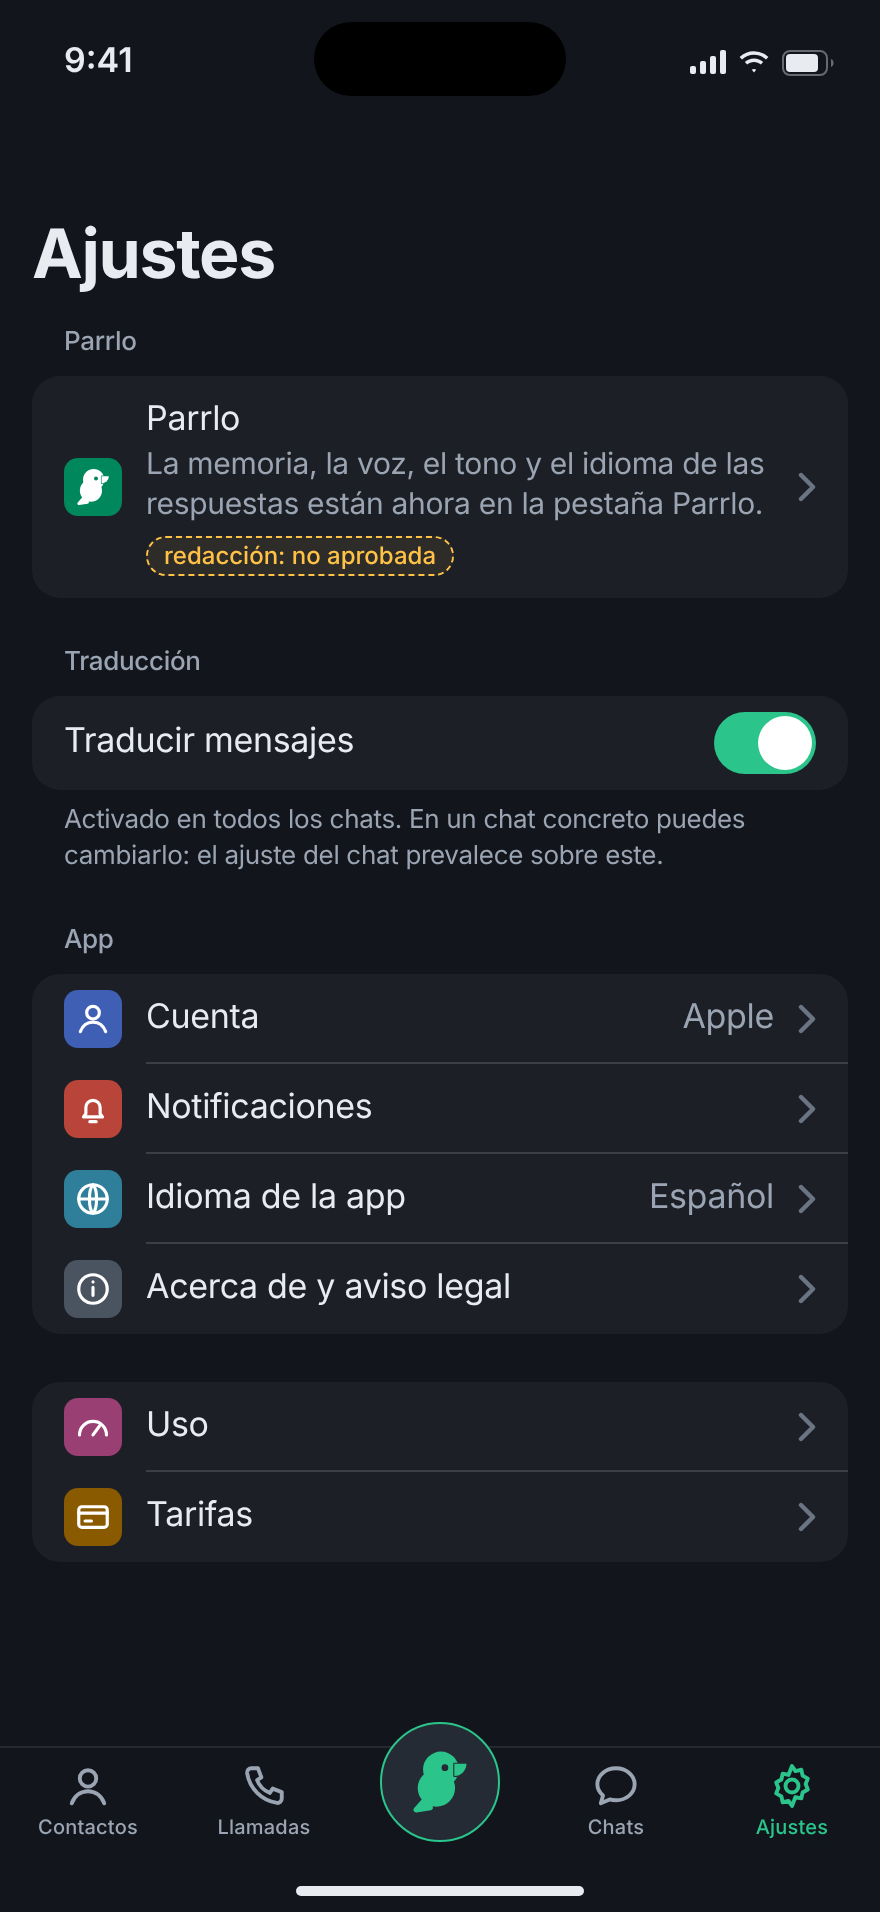 9:41
Ajustes
Parrlo
Parrlo
La memoria, la voz, el tono y el idioma de las
respuestas están ahora en la pestaña Parrlo.
redacción: no aprobada
Traducción
Traducir mensajes
Activado en todos los chats. En un chat concreto puedes
cambiarlo: el ajuste del chat prevalece sobre este.
App
Cuenta Apple
Notificaciones
Idioma de la app Español
Acerca de y aviso legal
Uso
Tarifas
Contactos Llamadas Chats Ajustes